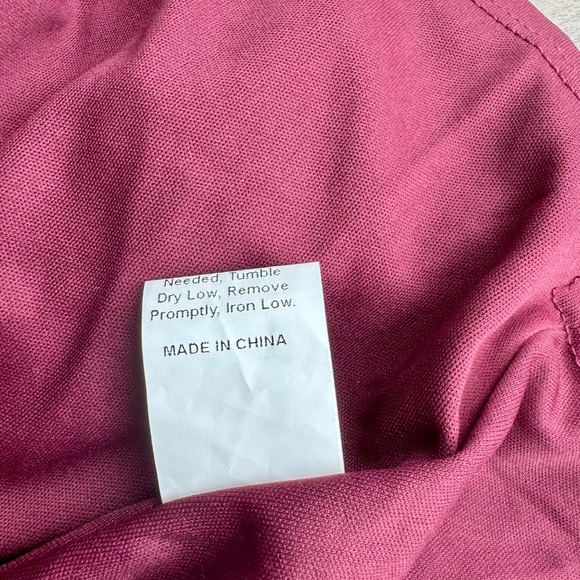 Needed, Tumble
Dry Low, Remove
Promptly, Iron Low.
MADE IN CHINA